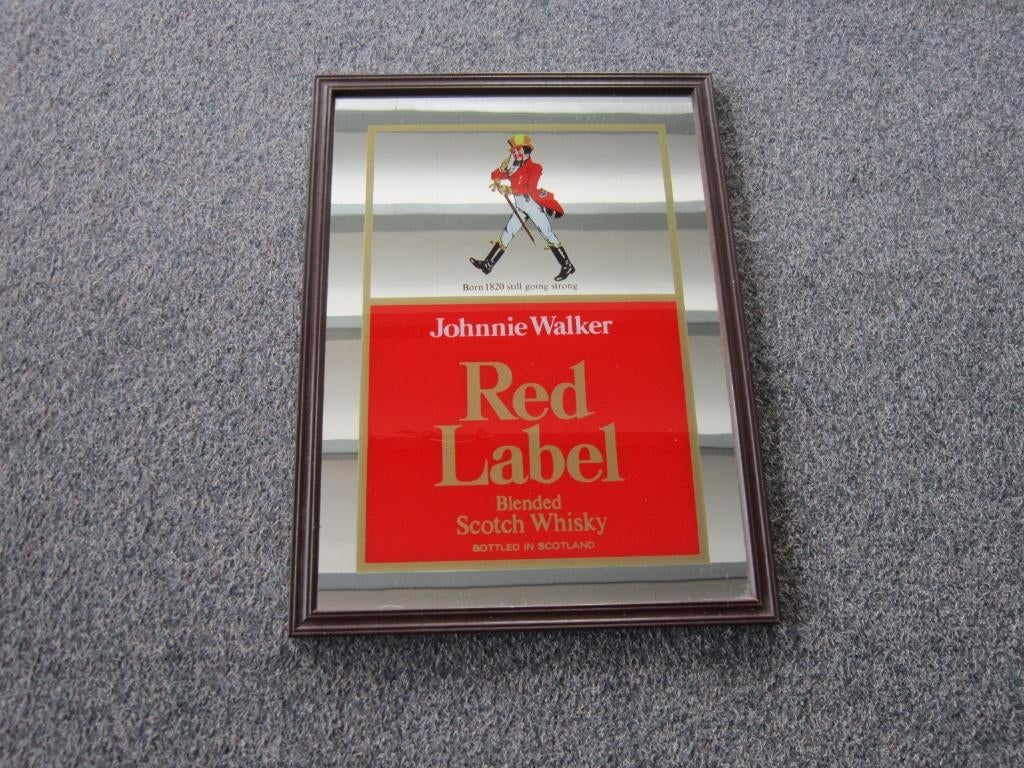 Born 1820 still going strong
Johnnie Walker
Red
Label
Blended
Scotch Whisky
BOTTLED IN SCOTLAND